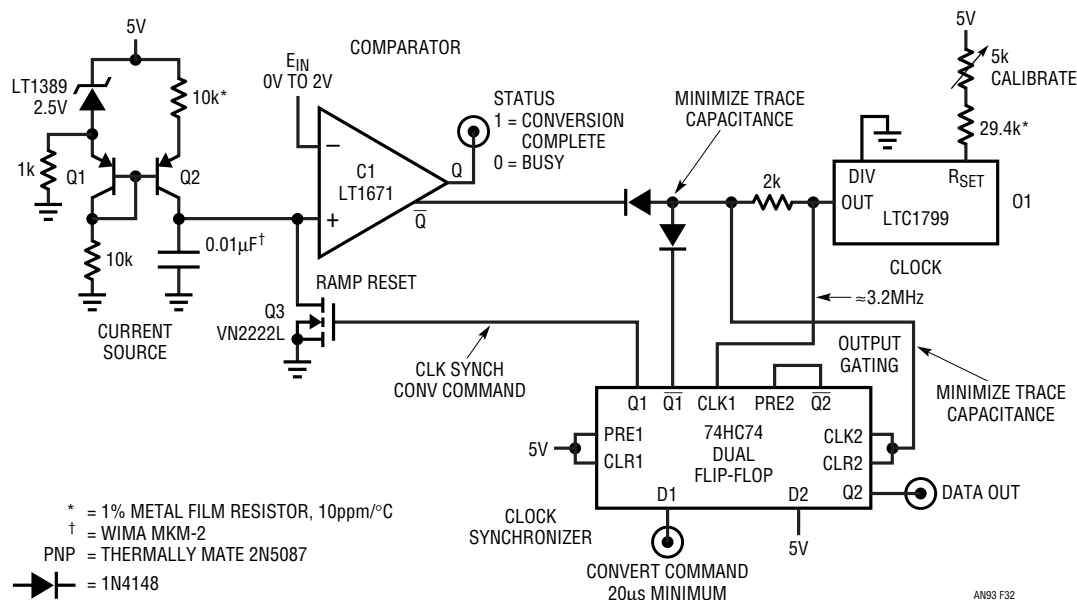 5V
LT1389
2.5V
10k*
1k
Q1
Q2
10k
0.01μF†
CURRENT
SOURCE
COMPARATOR
EIN
0V TO 2V
−
+
C1
LT1671
Q
Q̅
STATUS
1 = CONVERSION
COMPLETE
0 = BUSY
MINIMIZE TRACE
CAPACITANCE
2k
5V
5k
CALIBRATE
29.4k*
DIV
RSET
OUT
LTC1799
O1
CLOCK
≈3.2MHz
RAMP RESET
Q3
VN2222L
CLK SYNCH
CONV COMMAND
OUTPUT
GATING
MINIMIZE TRACE
CAPACITANCE
Q1
Q̅1̅
CLK1
PRE2
Q̅2̅
5V
PRE1
CLR1
74HC74
DUAL
FLIP-FLOP
CLK2
CLR2
Q2
DATA OUT
D1
D2
5V
CLOCK
SYNCHRONIZER
CONVERT COMMAND
20μs MINIMUM
* = 1% METAL FILM RESISTOR, 10ppm/°C
† = WIMA MKM-2
PNP = THERMALLY MATE 2N5087
= 1N4148
AN93 F32